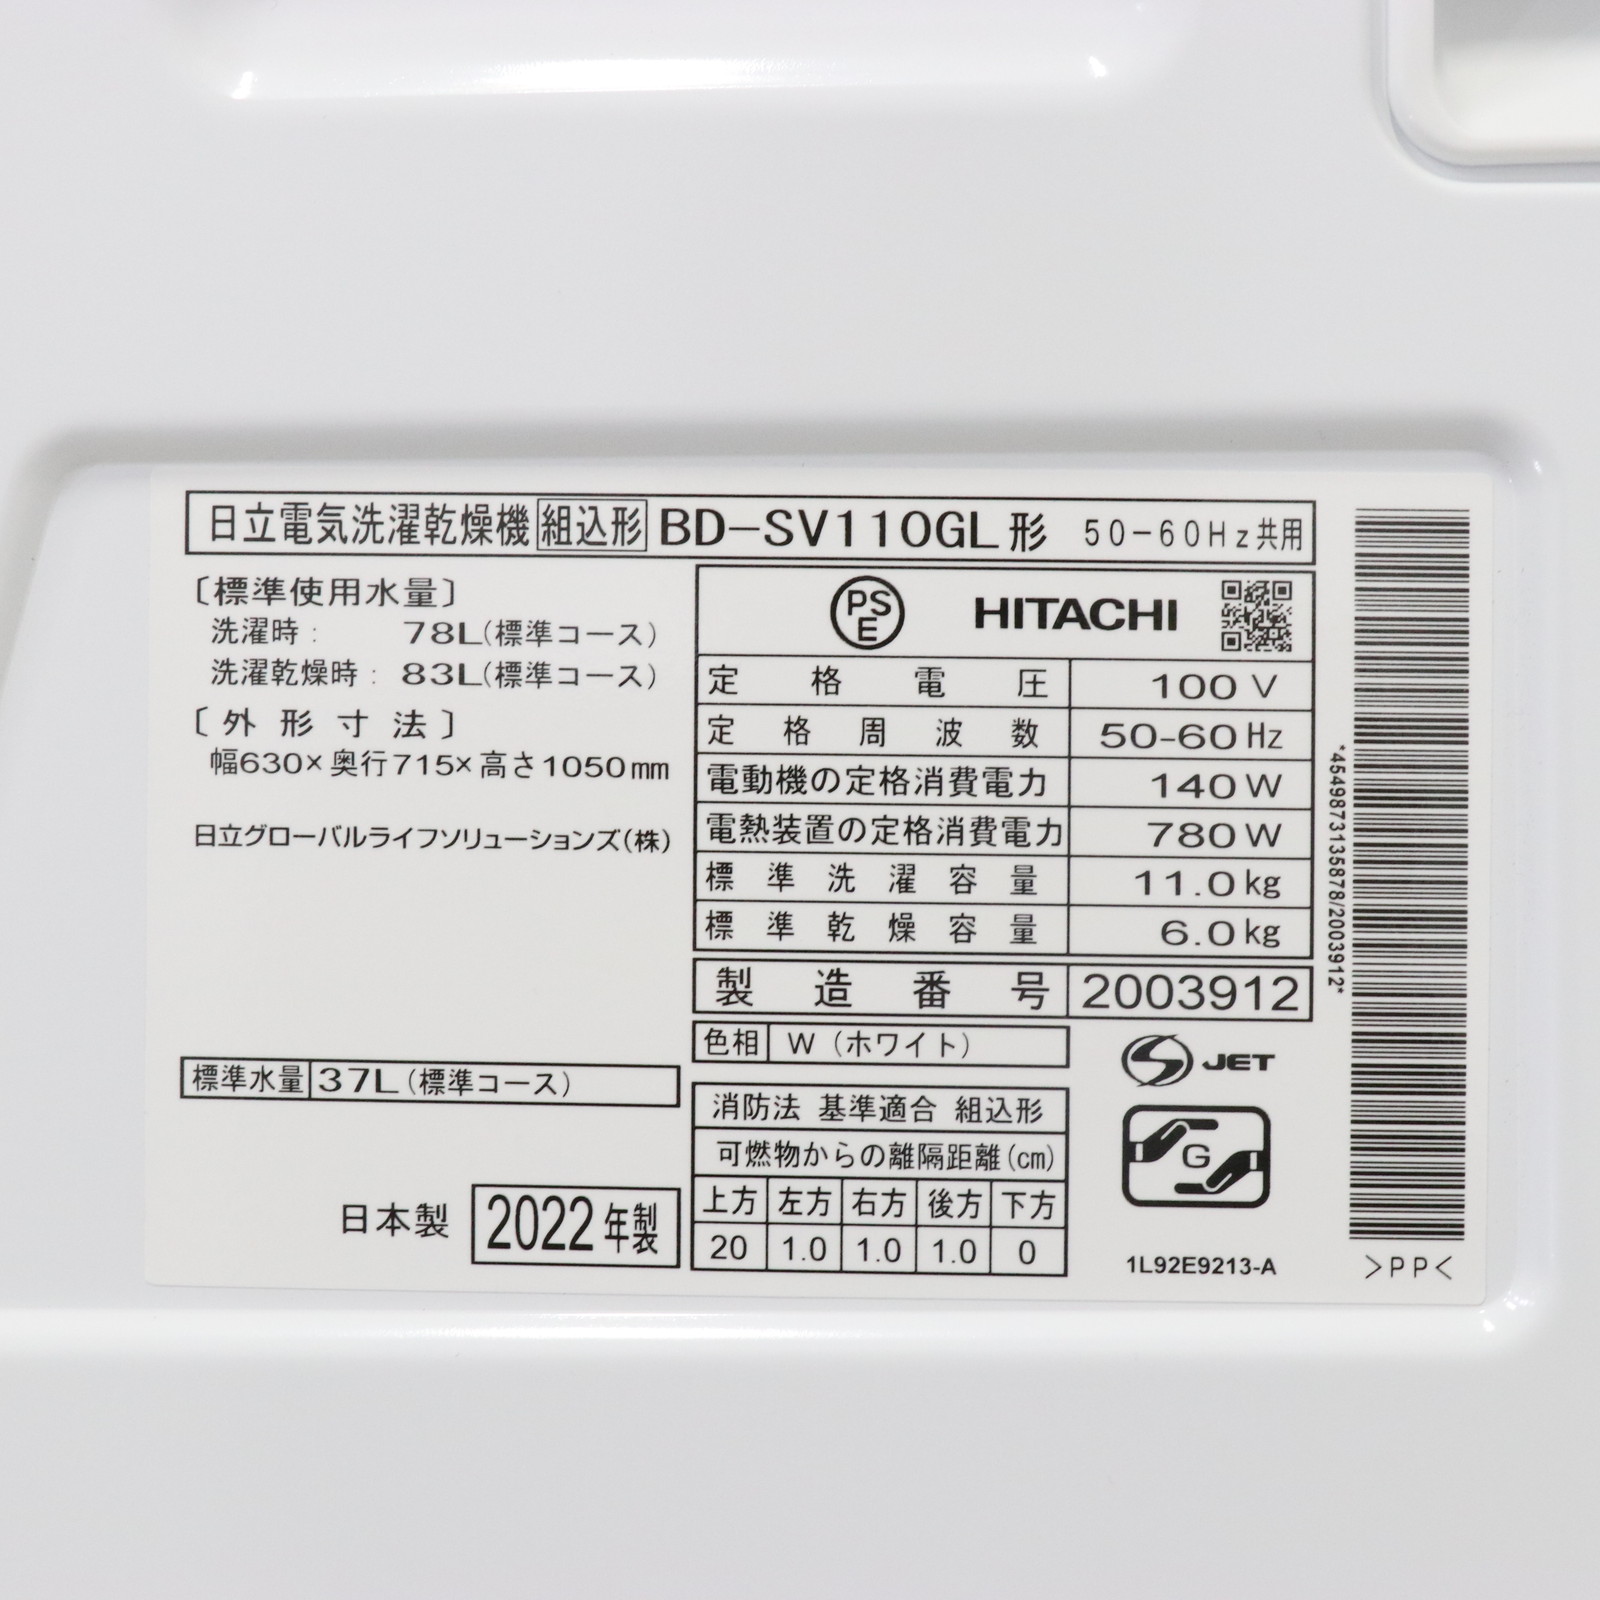 日立電気洗濯乾燥機 組込形 BD-SV110GL形 50-60Hz共用
〔標準使用水量〕
洗濯時: 78L(標準コース)
洗濯乾燥時: 83L(標準コース)
〔外形寸法〕
幅630×奥行715×高さ1050mm
日立グローバルライフソリューションズ(株)
標準水量 37L(標準コース)
日本製 2022年製
PSE HITACHI
定格電圧 100V
定格周波数 50-60Hz
電動機の定格消費電力 140W
電熱装置の定格消費電力 780W
標準洗濯容量 11.0kg
標準乾燥容量 6.0kg
製造番号 2003912
色相 W(ホワイト)
消防法 基準適合 組込形
可燃物からの離隔距離(cm)
上方 左方 右方 後方 下方
20 1.0 1.0 1.0 0
JET
G
1L92E9213-A
*4549873135878/2003912*
>PP<